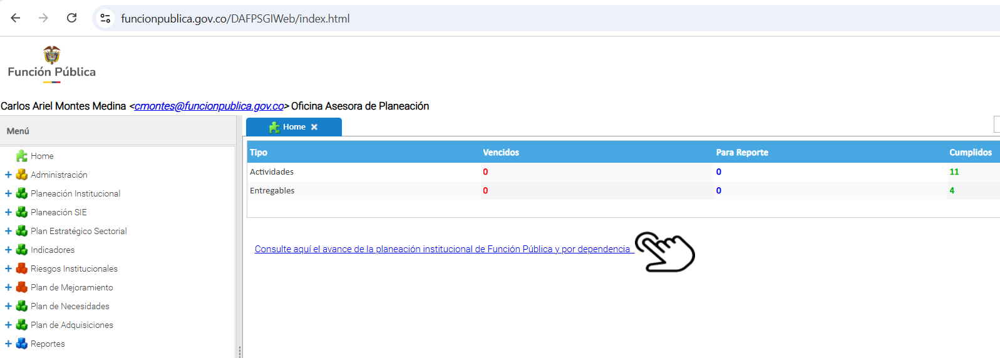 funcionpublica.gov.co/DAFPSGIWeb/index.html
Función Pública
Carlos Ariel Montes Medina <cmontes@funcionpublica.gov.co> Oficina Asesora de Planeación
Menú
Home
Administración
Planeación Institucional
Planeación SIE
Plan Estratégico Sectorial
Indicadores
Riesgos Institucionales
Plan de Mejoramiento
Plan de Necesidades
Plan de Adquisiciones
Reportes
Home
Tipo Vencidos Para Reporte Cumplidos
Actividades 0 0 11
Entregables 0 0 4
Consulte aquí el avance de la planeación institucional de Función Pública y por dependencia